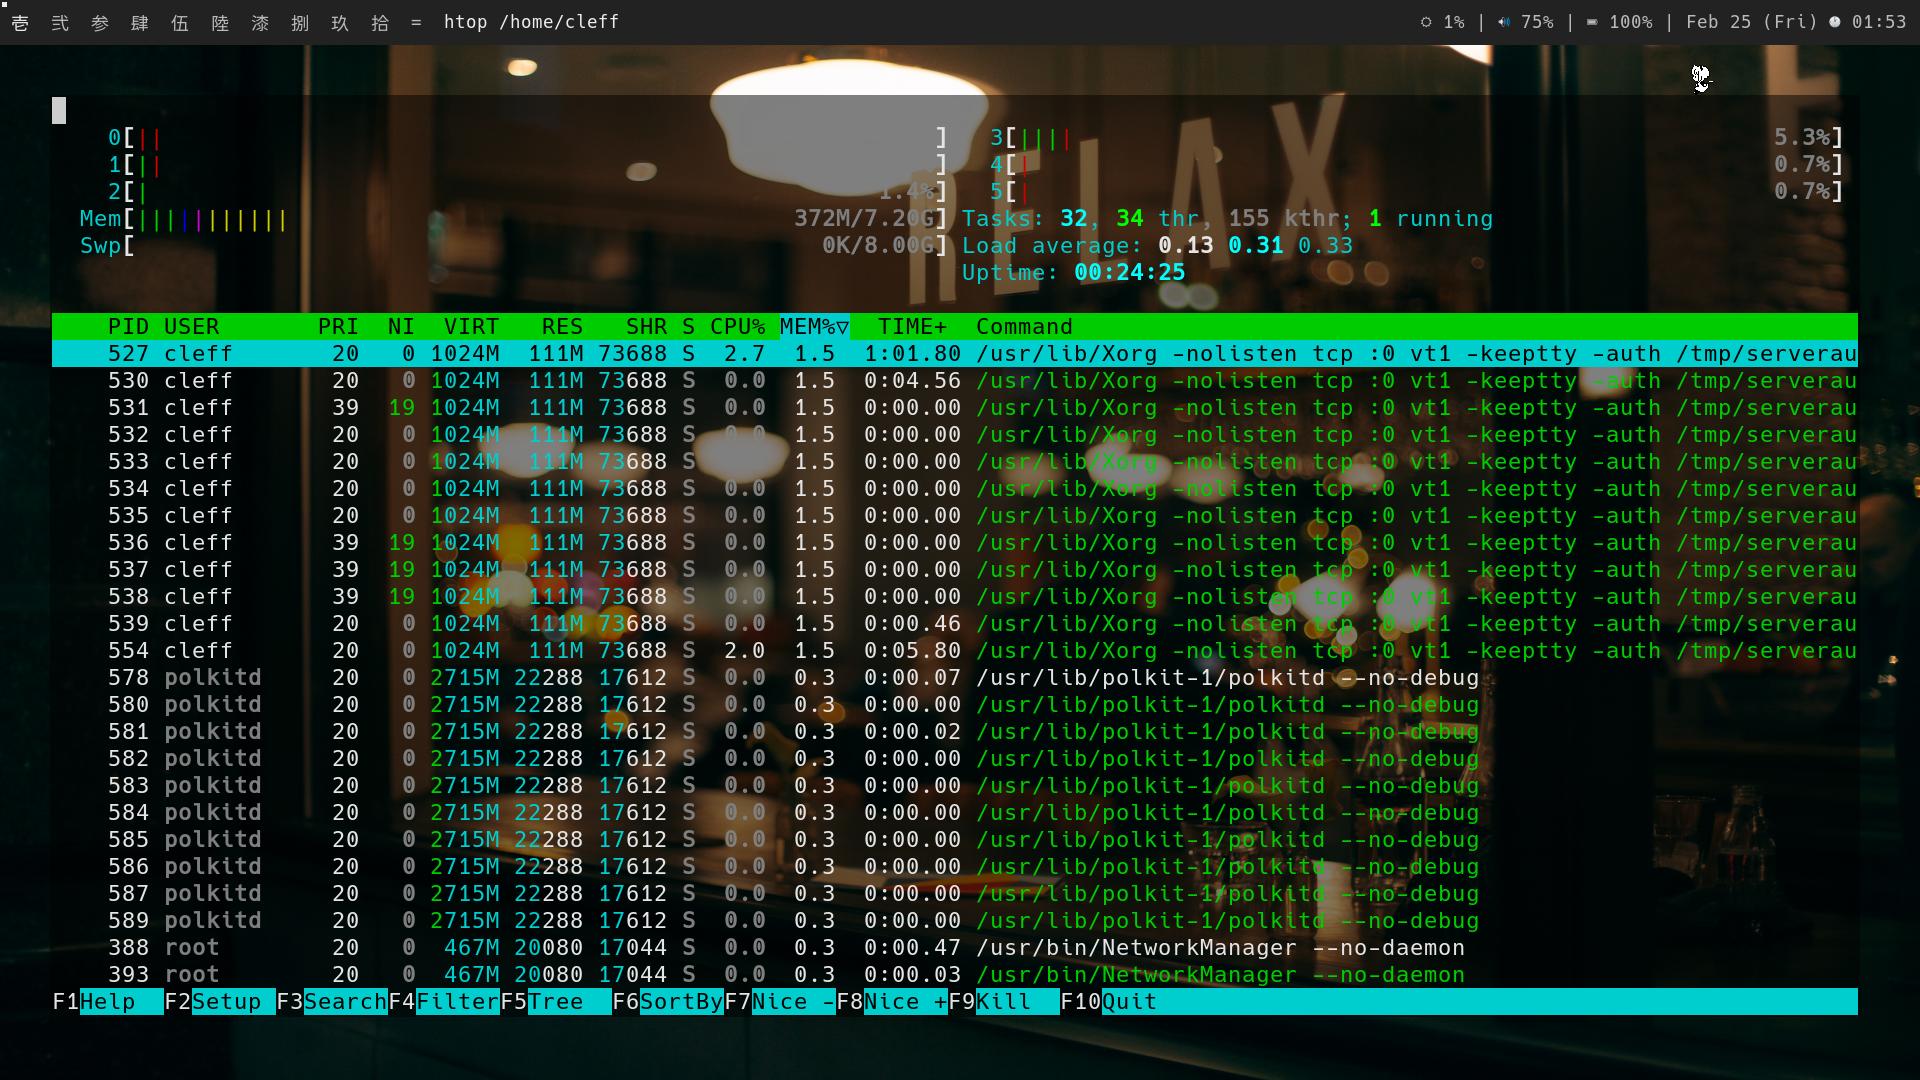 壱 弐 参 肆 伍 陸 漆 捌 玖 拾 = htop /home/cleff 1% | 75% | 100% | Feb 25 (Fri) 01:53
RELAX
0[|| ] 3[|||| 5.3%]
1[|| ] 4[| 0.7%]
2[| 1.4%] 5[| 0.7%]
Mem[||||||||||| 372M/7.20G] Tasks: 32, 34 thr, 155 kthr; 1 running
Swp[ 0K/8.00G] Load average: 0.13 0.31 0.33
Uptime: 00:24:25
PID USER PRI NI VIRT RES SHR S CPU% MEM%▽ TIME+ Command
527 cleff 20 0 1024M 111M 73688 S 2.7 1.5 1:01.80 /usr/lib/Xorg -nolisten tcp :0 vt1 -keeptty -auth /tmp/serverau
530 cleff 20 0 1024M 111M 73688 S 0.0 1.5 0:04.56 /usr/lib/Xorg -nolisten tcp :0 vt1 -keeptty -auth /tmp/serverau
531 cleff 39 19 1024M 111M 73688 S 0.0 1.5 0:00.00 /usr/lib/Xorg -nolisten tcp :0 vt1 -keeptty -auth /tmp/serverau
532 cleff 20 0 1024M 111M 73688 S 0.0 1.5 0:00.00 /usr/lib/Xorg -nolisten tcp :0 vt1 -keeptty -auth /tmp/serverau
533 cleff 20 0 1024M 111M 73688 S 0.0 1.5 0:00.00 /usr/lib/Xorg -nolisten tcp :0 vt1 -keeptty -auth /tmp/serverau
534 cleff 20 0 1024M 111M 73688 S 0.0 1.5 0:00.00 /usr/lib/Xorg -nolisten tcp :0 vt1 -keeptty -auth /tmp/serverau
535 cleff 20 0 1024M 111M 73688 S 0.0 1.5 0:00.00 /usr/lib/Xorg -nolisten tcp :0 vt1 -keeptty -auth /tmp/serverau
536 cleff 39 19 1024M 111M 73688 S 0.0 1.5 0:00.00 /usr/lib/Xorg -nolisten tcp :0 vt1 -keeptty -auth /tmp/serverau
537 cleff 39 19 1024M 111M 73688 S 0.0 1.5 0:00.00 /usr/lib/Xorg -nolisten tcp :0 vt1 -keeptty -auth /tmp/serverau
538 cleff 39 19 1024M 111M 73688 S 0.0 1.5 0:00.00 /usr/lib/Xorg -nolisten tcp :0 vt1 -keeptty -auth /tmp/serverau
539 cleff 20 0 1024M 111M 73688 S 0.0 1.5 0:00.46 /usr/lib/Xorg -nolisten tcp :0 vt1 -keeptty -auth /tmp/serverau
554 cleff 20 0 1024M 111M 73688 S 2.0 1.5 0:05.80 /usr/lib/Xorg -nolisten tcp :0 vt1 -keeptty -auth /tmp/serverau
578 polkitd 20 0 2715M 22288 17612 S 0.0 0.3 0:00.07 /usr/lib/polkit-1/polkitd --no-debug
580 polkitd 20 0 2715M 22288 17612 S 0.0 0.3 0:00.00 /usr/lib/polkit-1/polkitd --no-debug
581 polkitd 20 0 2715M 22288 17612 S 0.0 0.3 0:00.02 /usr/lib/polkit-1/polkitd --no-debug
582 polkitd 20 0 2715M 22288 17612 S 0.0 0.3 0:00.00 /usr/lib/polkit-1/polkitd --no-debug
583 polkitd 20 0 2715M 22288 17612 S 0.0 0.3 0:00.00 /usr/lib/polkit-1/polkitd --no-debug
584 polkitd 20 0 2715M 22288 17612 S 0.0 0.3 0:00.00 /usr/lib/polkit-1/polkitd --no-debug
585 polkitd 20 0 2715M 22288 17612 S 0.0 0.3 0:00.00 /usr/lib/polkit-1/polkitd --no-debug
586 polkitd 20 0 2715M 22288 17612 S 0.0 0.3 0:00.00 /usr/lib/polkit-1/polkitd --no-debug
587 polkitd 20 0 2715M 22288 17612 S 0.0 0.3 0:00.00 /usr/lib/polkit-1/polkitd --no-debug
589 polkitd 20 0 2715M 22288 17612 S 0.0 0.3 0:00.00 /usr/lib/polkit-1/polkitd --no-debug
388 root 20 0 467M 20080 17044 S 0.0 0.3 0:00.47 /usr/bin/NetworkManager --no-daemon
393 root 20 0 467M 20080 17044 S 0.0 0.3 0:00.03 /usr/bin/NetworkManager --no-daemon
F1Help F2Setup F3SearchF4FilterF5Tree F6SortByF7Nice -F8Nice +F9Kill F10Quit